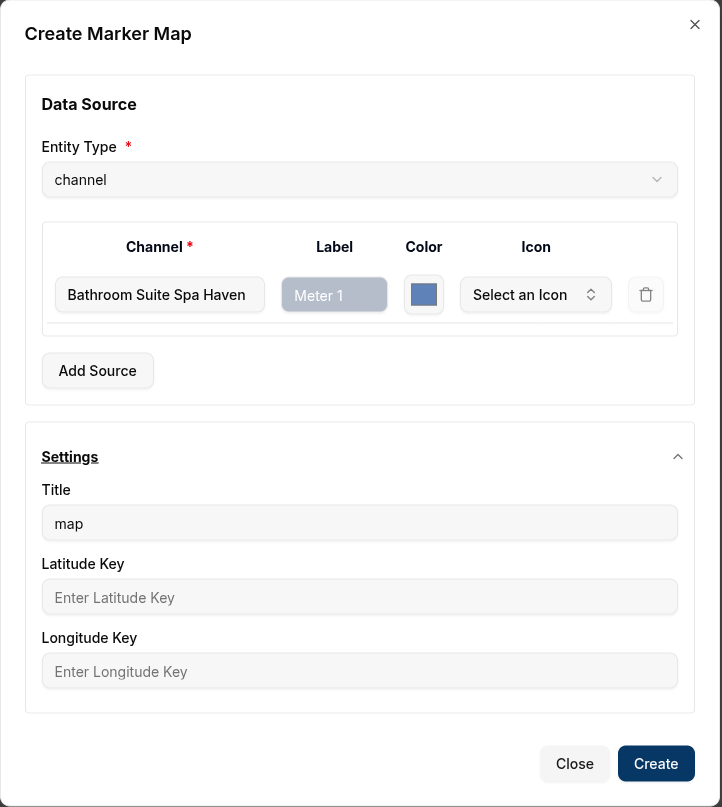 Create Marker Map
Data Source
Entity Type *
channel
Channel * Label Color Icon
Bathroom Suite Spa Haven Meter 1 Select an Icon
Add Source
Settings
Title
map
Latitude Key
Enter Latitude Key
Longitude Key
Enter Longitude Key
Close Create